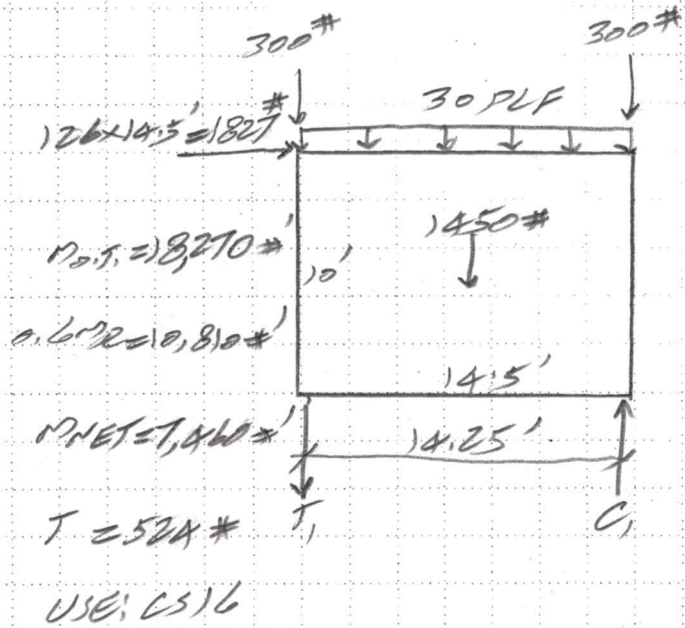 300#
300#
30 PLF
126x14.5'=1827#
1450#
MO.T.=18,270#'
10'
0.6MR=10,810#'
14.5'
MNET=7,460#'
14.25'
T=524#
T1
C1
USE: CS16